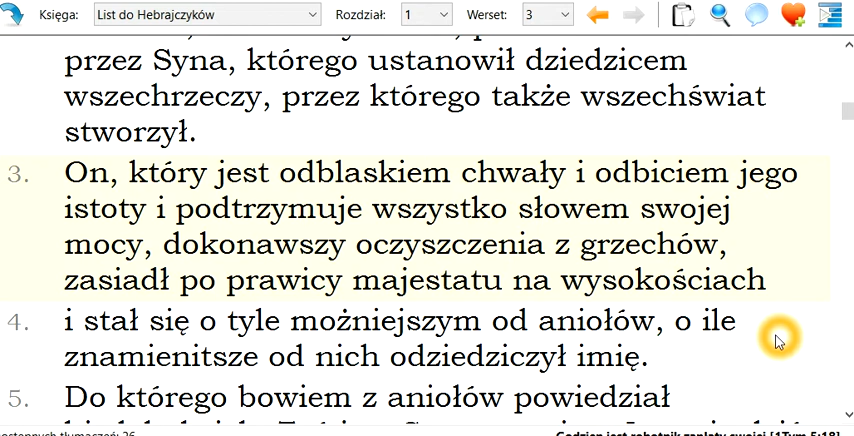 Księga: List do Hebrajczyków Rozdział: 1 Werset: 3
przez Syna, którego ustanowił dziedzicem
wszechrzeczy, przez którego także wszechświat
stworzył.
3. On, który jest odblaskiem chwały i odbiciem jego
istoty i podtrzymuje wszystko słowem swojej
mocy, dokonawszy oczyszczenia z grzechów,
zasiadł po prawicy majestatu na wysokościach
4. i stał się o tyle możniejszym od aniołów, o ile
znamienitsze od nich odziedziczył imię.
5. Do którego bowiem z aniołów powiedział